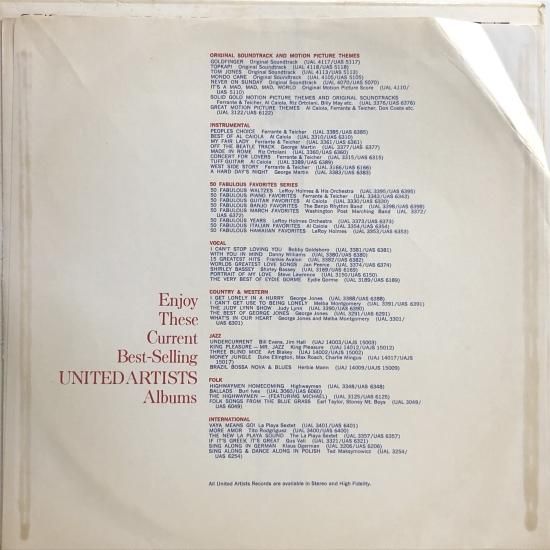 ORIGINAL SOUNDTRACK AND MOTION PICTURE THEMES
GOLDFINGER Original Soundtrack (UAL 4117/UAS 5117)
TOPKAPI Original Soundtrack (UAL 4118/UAS 5118)
TOM JONES Original Soundtrack (UAL 4113/UAS 5113)
MONDO CANE Original Soundtrack (UAL 4105/UAS 5105)
NEVER ON SUNDAY Original Soundtrack (UAL 4070/UAS 5070)
IT'S A MAD, MAD, MAD, WORLD Original Motion Picture Score (UAL 4110/
UAS 5110)
SOLID GOLD MOTION PICTURE THEMES AND ORIGINAL SOUNDTRACKS
Ferrante & Teicher, Al Caiola, Riz Ortolani, Billy May etc. (UAL 3376/UAS 6376)
GREAT MOTION PICTURE THEMES Al Caiola, Ferrante & Teicher, Don Costa etc.
(UAL 3122/UAS 6122)
INSTRUMENTAL
PEOPLES CHOICE Ferrante & Teicher (UAL 3385/UAS 6385)
BEST OF AL CAIOLA Al Caiola (UAL 3310/UAS 6310)
MY FAIR LADY Ferrante & Teicher (UAL 3361/UAS 6361)
OFF THE BEATLE TRACK George Martin (UAL 3377/UAS 6377)
MADE IN ROME Riz Ortolani (UAL 3360/UAS 6360)
CONCERT FOR LOVERS Ferrante & Teicher (UAL 3315/UAS 6315)
TUFF GUITAR Al Caiola (UAL 3389/UAS 6389)
WEST SIDE STORY Ferrante & Teicher (UAL 3166/UAS 6166)
A HARD DAY'S NIGHT George Martin (UAL 3383/UAS 6383)
50 FABULOUS FAVORITES SERIES
50 FABULOUS WALTZES LeRoy Holmes & His Orchestra (UAL 3395/UAS 6395)
50 FABULOUS PIANO FAVORITES Ferrante & Teicher (UAL 3343/UAS 6343)
50 FABULOUS GUITAR FAVORITES Al Caiola (UAL 3330/UAS 6330)
50 FABULOUS BANJO FAVORITES The Banjo Rhythm Band (UAL 3398/UAS 6398)
50 FABULOUS MARCH FAVORITES Washington Post Marching Band UAL 3372/
UAS 6372)
50 FABULOUS YEARS LeRoy Holmes (UAL 3373/UAS 6373)
50 FABULOUS ITALIAN FAVORITES Al Caiola (UAL 3354/UAS 6354)
50 FABULOUS HAWAIIAN FAVORITES LeRoy Holmes (UAL 3353/UAS 6353)
VOCAL
I CAN'T STOP LOVING YOU Bobby Goldsboro (UAL 3381/UAS 6381)
WITH YOU IN MIND Danny Williams (UAL 3380/UAS 6380)
15 GREATEST HITS Frankie Avalon (UAL 3382/UAS 6382)
WORLDS GREATEST LOVE SONGS Jan Peerce (UAL 3374/UAS 6374)
SHIRLEY BASSEY Shirley Bassey (UAL 3169/UAS 6169)
PORTRAIT OF MY LOVE Steve Lawrence (UAL 3150/UAS 6150)
THE VERY BEST OF EYDIE GORME Eydie Gorme (UAL 3189/UAS 6189)
COUNTRY & WESTERN
I GET LONELY IN A HURRY George Jones (UAL 3388/UAS 6388)
I CAN'T GET USE TO BEING LONELY Melba Montgomery (UAL 3391/UAS 6391)
THE JUDY LYNN SHOW Judy Lynn (UAL 3390/UAS 6390)
THE BEST OF GEORGE JONES George Jones (UAL 3291/UAS 6291)
WHAT'S IN OUR HEART George Jones and Melba Montgomery (UAL 3301/
UAS 6301)
JAZZ
UNDERCURRENT Bill Evans, Jim Hall (UAJ 14003/UAJS 15003)
KING PLEASURE — MR. JAZZ King Pleasure (UAJ 14012/UAJS 15012)
THREE BLIND MICE Art Blakey (UAJ 14002/UAJS 15002)
MONEY JUNGLE Duke Ellington, Max Roach, Charlie Mingus (UAJ 14017/UAJS
15017)
BRAZIL BOSSA NOVA & BLUES Herbie Mann (UAJ 14009/UAJS 15009)
FOLK
HIGHWAYMEN HOMECOMING Highwaymen (UAL 3348/UAS 6348)
BALLADS Burl Ives (UAL 3060/UAS 6060)
THE HIGHWAYMEN — (FEATURING MICHAEL) (UAL 3125/UAS 6125)
FOLK SONGS FROM THE BLUE GRASS Earl Taylor, Stoney Mt. Boys (UAL 3049/
UAS 6049)
INTERNATIONAL
VAYA MEANS GO! La Playa Sextet (UAL 3401/UAS 6401)
MORE AMOR Tito Rodgriguez (UAL 3400/UAS 6400)
THE NEW LA PLAYA SOUND The La Playa Sextet (UAL 3357/UAS 6357)
IF IT'S GREEK, IT'S GREAT Gus Vali (UAL 3321/UAS 6321)
SING ALONG IN GERMAN Klaus Ogerman (UAL 3206/UAS 6206)
SING ALONG & DANCE ALONG IN POLISH Ted Maksymowicz (UAL 3254/
UAS 6254)
Enjoy
These
Current
Best-Selling
UNITED ARTISTS
Albums
All United Artists Records are available in Stereo and High Fidelity.